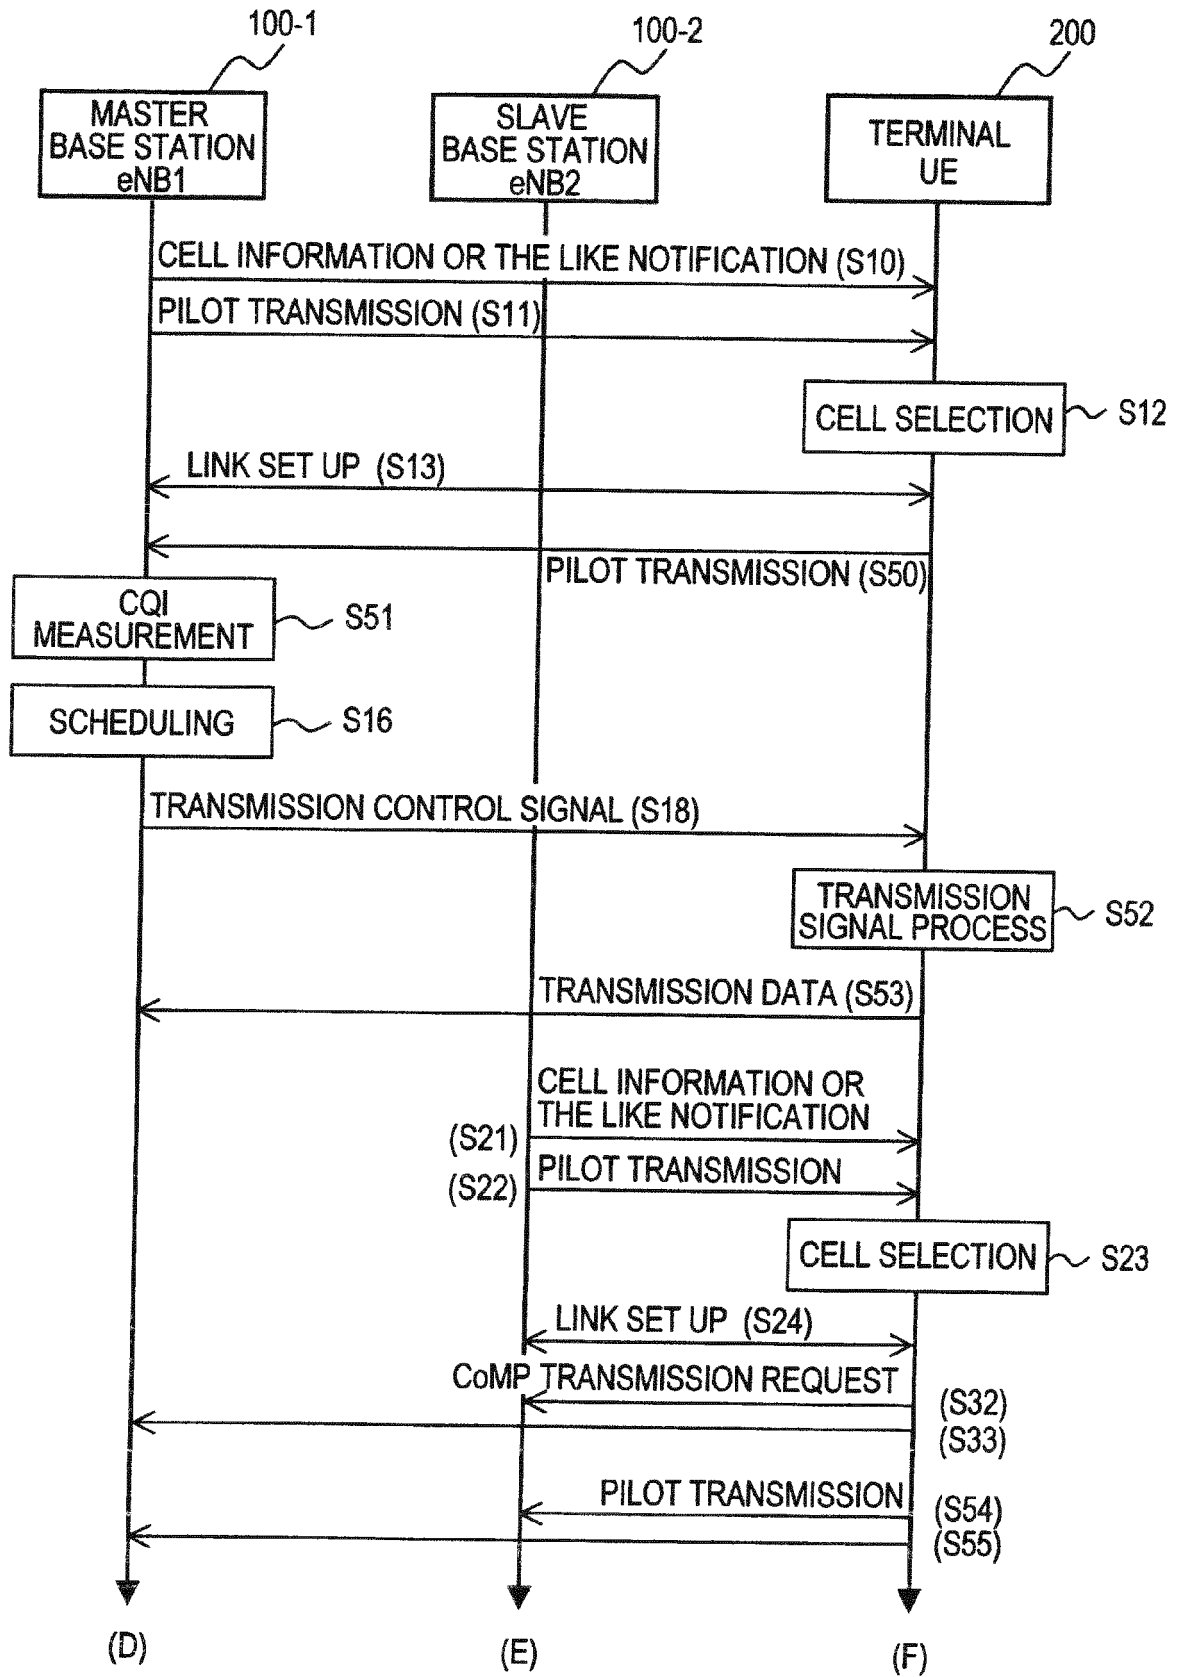 100-1
100-2
200
MASTER
BASE STATION
eNB1
SLAVE
BASE STATION
eNB2
TERMINAL
UE
CELL INFORMATION OR THE LIKE NOTIFICATION (S10)
PILOT TRANSMISSION (S11)
CELL SELECTION
S12
LINK SET UP (S13)
PILOT TRANSMISSION (S50)
CQI
MEASUREMENT
S51
SCHEDULING
S16
TRANSMISSION CONTROL SIGNAL (S18)
TRANSMISSION
SIGNAL PROCESS
S52
TRANSMISSION DATA (S53)
CELL INFORMATION OR
THE LIKE NOTIFICATION
(S21)
PILOT TRANSMISSION
(S22)
CELL SELECTION
S23
LINK SET UP (S24)
CoMP TRANSMISSION REQUEST
(S32)
(S33)
PILOT TRANSMISSION
(S54)
(S55)
(D)
(E)
(F)